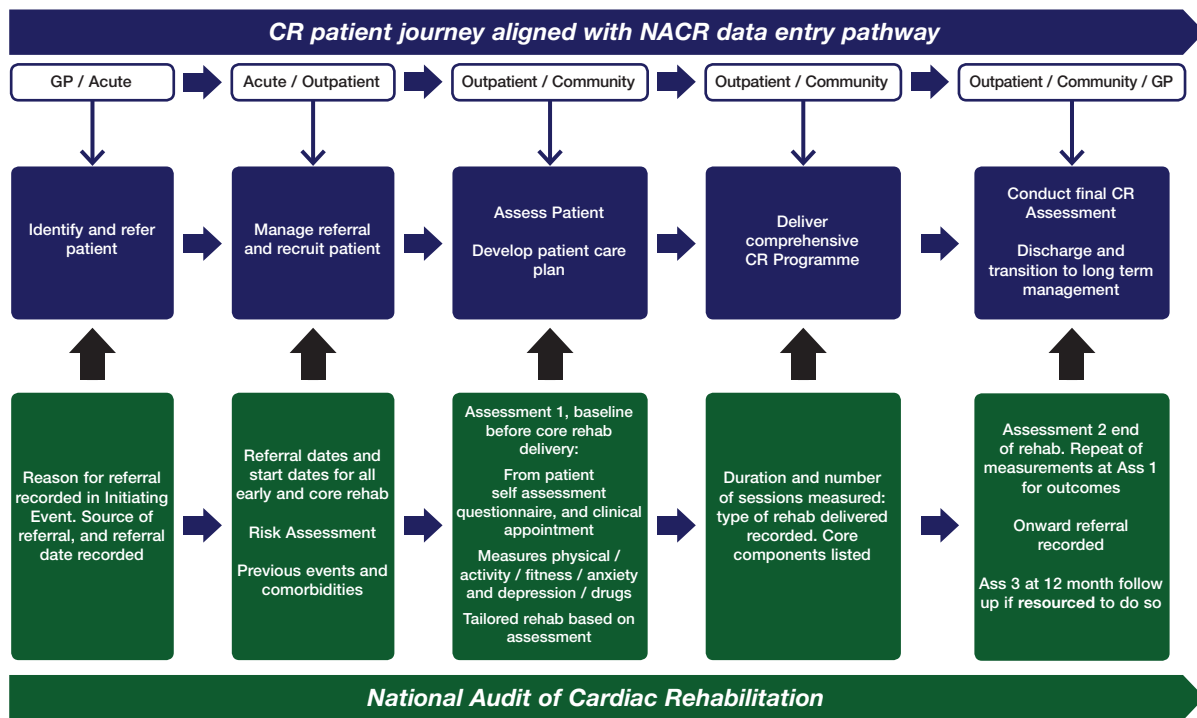 CR patient journey aligned with NACR data entry pathway
GP / Acute
Acute / Outpatient
Outpatient / Community
Outpatient / Community
Outpatient / Community / GP
Identify and refer
patient
Manage referral
and recruit patient
Assess Patient
Develop patient care
plan
Deliver
comprehensive
CR Programme
Conduct final CR
Assessment
Discharge and
transition to long term
management
Reason for referral
recorded in Initiating
Event. Source of
referral, and referral
date recorded
Referral dates and
start dates for all
early and core rehab
Risk Assessment
Previous events and
comorbidities
Assessment 1, baseline
before core rehab
delivery:
From patient
self assessment
questionnaire, and clinical
appointment
Measures physical /
activity / fitness / anxiety
and depression / drugs
Tailored rehab based on
assessment
Duration and number
of sessions measured:
type of rehab delivered
recorded. Core
components listed
Assessment 2 end
of rehab. Repeat of
measurements at Ass 1
for outcomes
Onward referral
recorded
Ass 3 at 12 month follow
up if resourced to do so
National Audit of Cardiac Rehabilitation